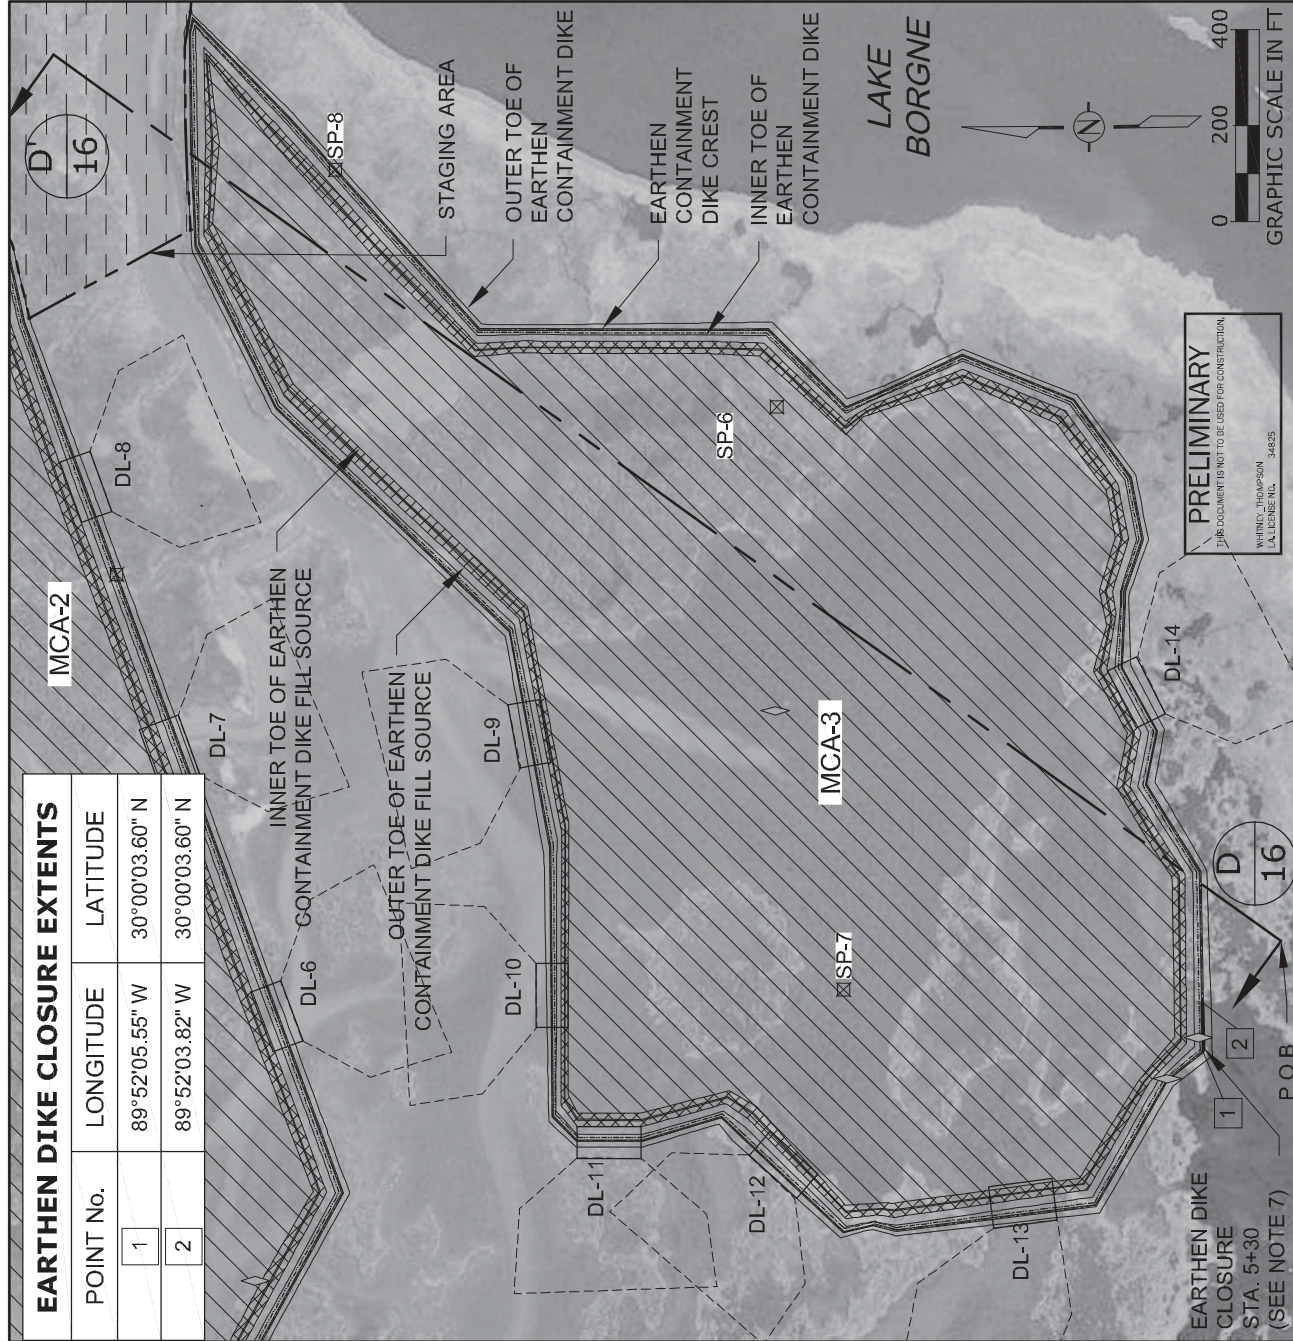 EARTHEN DIKE CLOSURE EXTENTS
POINT No. LONGITUDE LATITUDE
1 89°52'05.55" W 30°00'03.60" N
2 89°52'03.82" W 30°00'03.60" N
MCA-2
DL-8
DL-7
DL-6
INNER TOE OF EARTHEN
CONTAINMENT DIKE FILL SOURCE
OUTER TOE OF EARTHEN
CONTAINMENT DIKE FILL SOURCE
DL-9
DL-10
DL-11
DL-12
DL-13
DL-14
D'
16
SP-8
STAGING AREA
OUTER TOE OF
EARTHEN
CONTAINMENT DIKE
EARTHEN
CONTAINMENT
DIKE CREST
INNER TOE OF
EARTHEN
CONTAINMENT DIKE
LAKE
BORGNE
N
0 200 400
GRAPHIC SCALE IN FT
SP-6
MCA-3
SP-7
PRELIMINARY
THIS DOCUMENT IS NOT TO BE USED FOR CONSTRUCTION.
WHITNEY THOMPSON
LA. LICENSE NO. 34825
D
16
1
2
P.O.B.
EARTHEN DIKE
CLOSURE
STA. 5+30
(SEE NOTE 7)